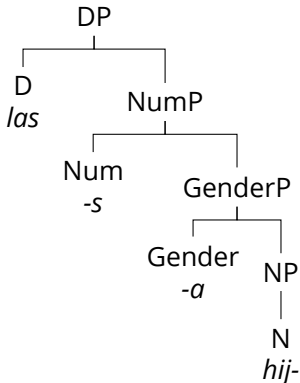 DP
D
las
NumP
Num
-s
GenderP
Gender
-a
NP
N
hij-